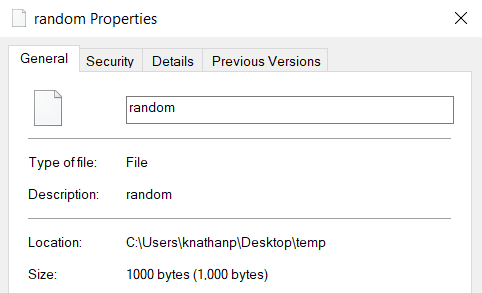 random Properties
General Security Details Previous Versions
random
Type of file: File
Description: random
Location: C:\Users\knathanp\Desktop\temp
Size: 1000 bytes (1,000 bytes)